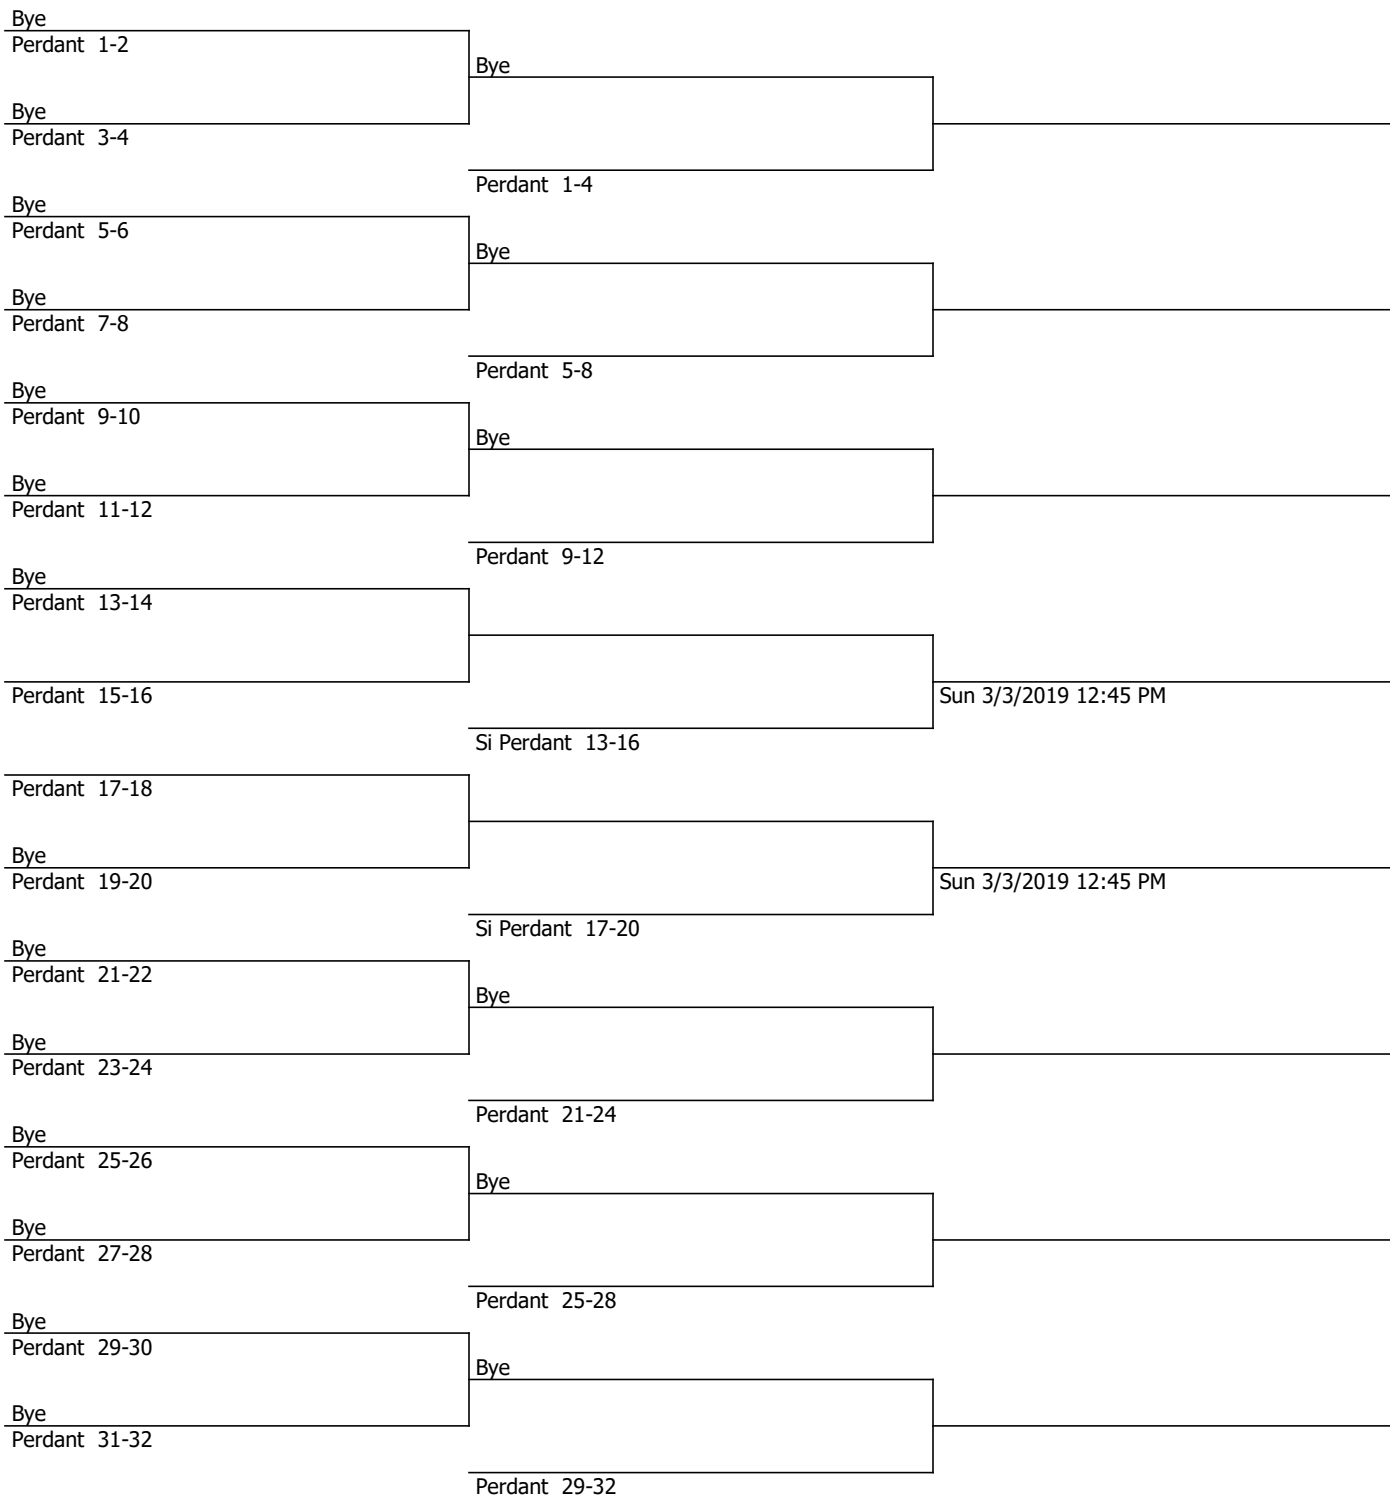 Bye
Perdant 1-2
Bye
Bye
Perdant 3-4
Perdant 1-4
Bye
Perdant 5-6
Bye
Bye
Perdant 7-8
Perdant 5-8
Bye
Perdant 9-10
Bye
Bye
Perdant 11-12
Perdant 9-12
Bye
Perdant 13-14
Perdant 15-16
Sun 3/3/2019 12:45 PM
Si Perdant 13-16
Perdant 17-18
Bye
Perdant 19-20
Sun 3/3/2019 12:45 PM
Si Perdant 17-20
Bye
Perdant 21-22
Bye
Bye
Perdant 23-24
Perdant 21-24
Bye
Perdant 25-26
Bye
Bye
Perdant 27-28
Perdant 25-28
Bye
Perdant 29-30
Bye
Bye
Perdant 31-32
Perdant 29-32